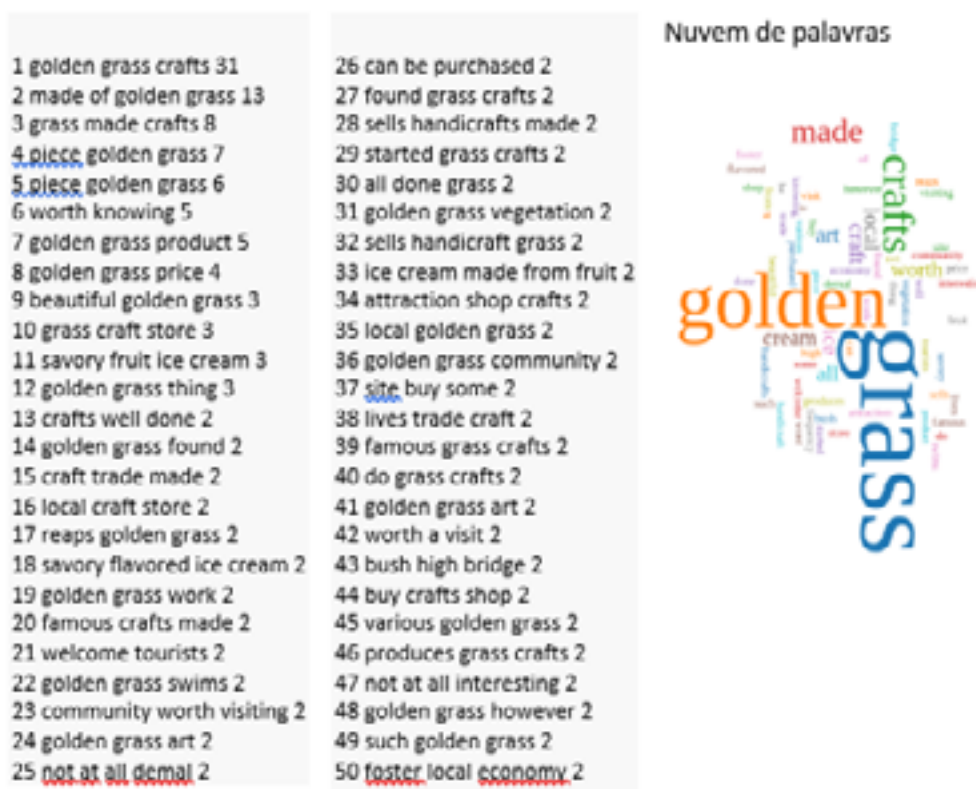 1 golden grass crafts 31
2 made of golden grass 13
3 grass made crafts 8
4 piece golden grass 7
5 piece golden grass 6
6 worth knowing 5
7 golden grass product 5
8 golden grass price 4
9 beautiful golden grass 3
10 grass craft store 3
11 savory fruit ice cream 3
12 golden grass thing 3
13 crafts well done 2
14 golden grass found 2
15 craft trade made 2
16 local craft store 2
17 reaps golden grass 2
18 savory flavored ice cream 2
19 golden grass work 2
20 famous crafts made 2
21 welcome tourists 2
22 golden grass swims 2
23 community worth visiting 2
24 golden grass art 2
25 not at all demal 2
26 can be purchased 2
27 found grass crafts 2
28 sells handicrafts made 2
29 started grass crafts 2
30 all done grass 2
31 golden grass vegetation 2
32 sells handicraft grass 2
33 ice cream made from fruit 2
34 attraction shop crafts 2
35 local golden grass 2
36 golden grass community 2
37 site buy some 2
38 lives trade craft 2
39 famous grass crafts 2
40 do grass crafts 2
41 golden grass art 2
42 worth a visit 2
43 bush high bridge 2
44 buy crafts shop 2
45 various golden grass 2
46 produces grass crafts 2
47 not at all interesting 2
48 golden grass however 2
49 such golden grass 2
50 foster local economy 2
Nuvem de palavras
made
crafts
local
art
craft
worth
golden
grass
cream
ice
all